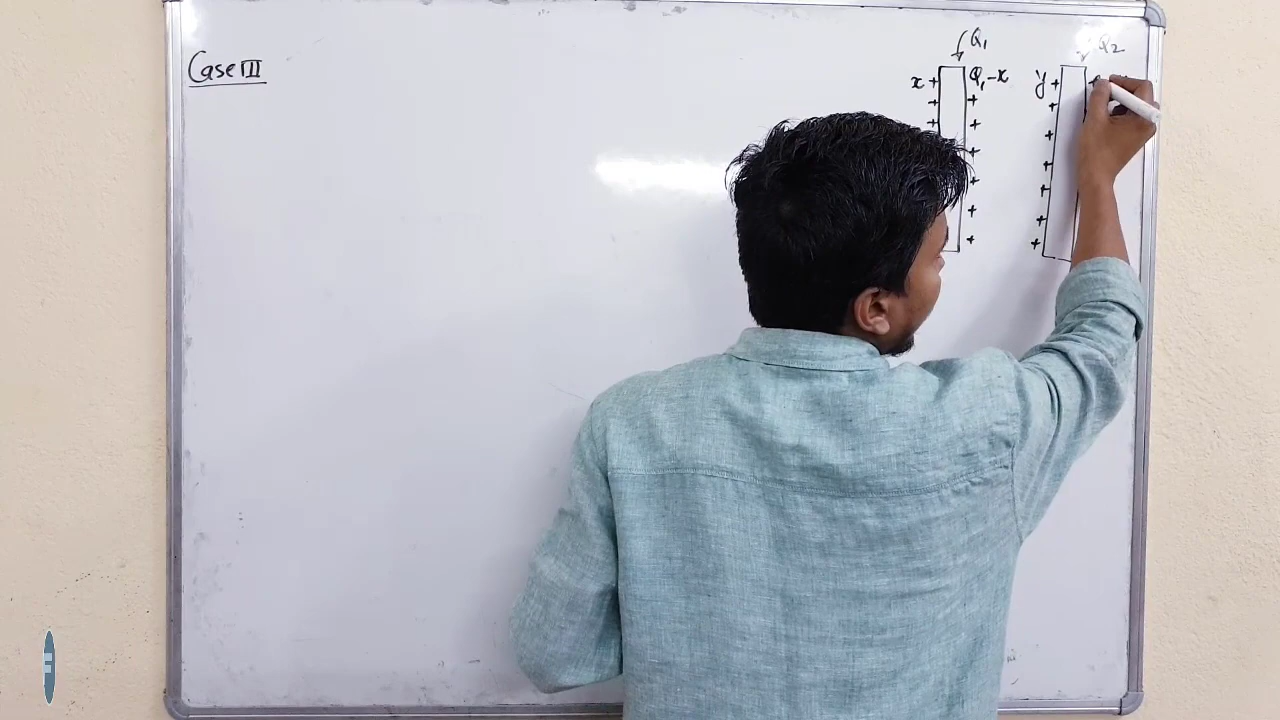 Case III
Q₁
Q₂
x + Q₁-x y +
+ + +
+ + +
+ +
+ +
+ +
+ +